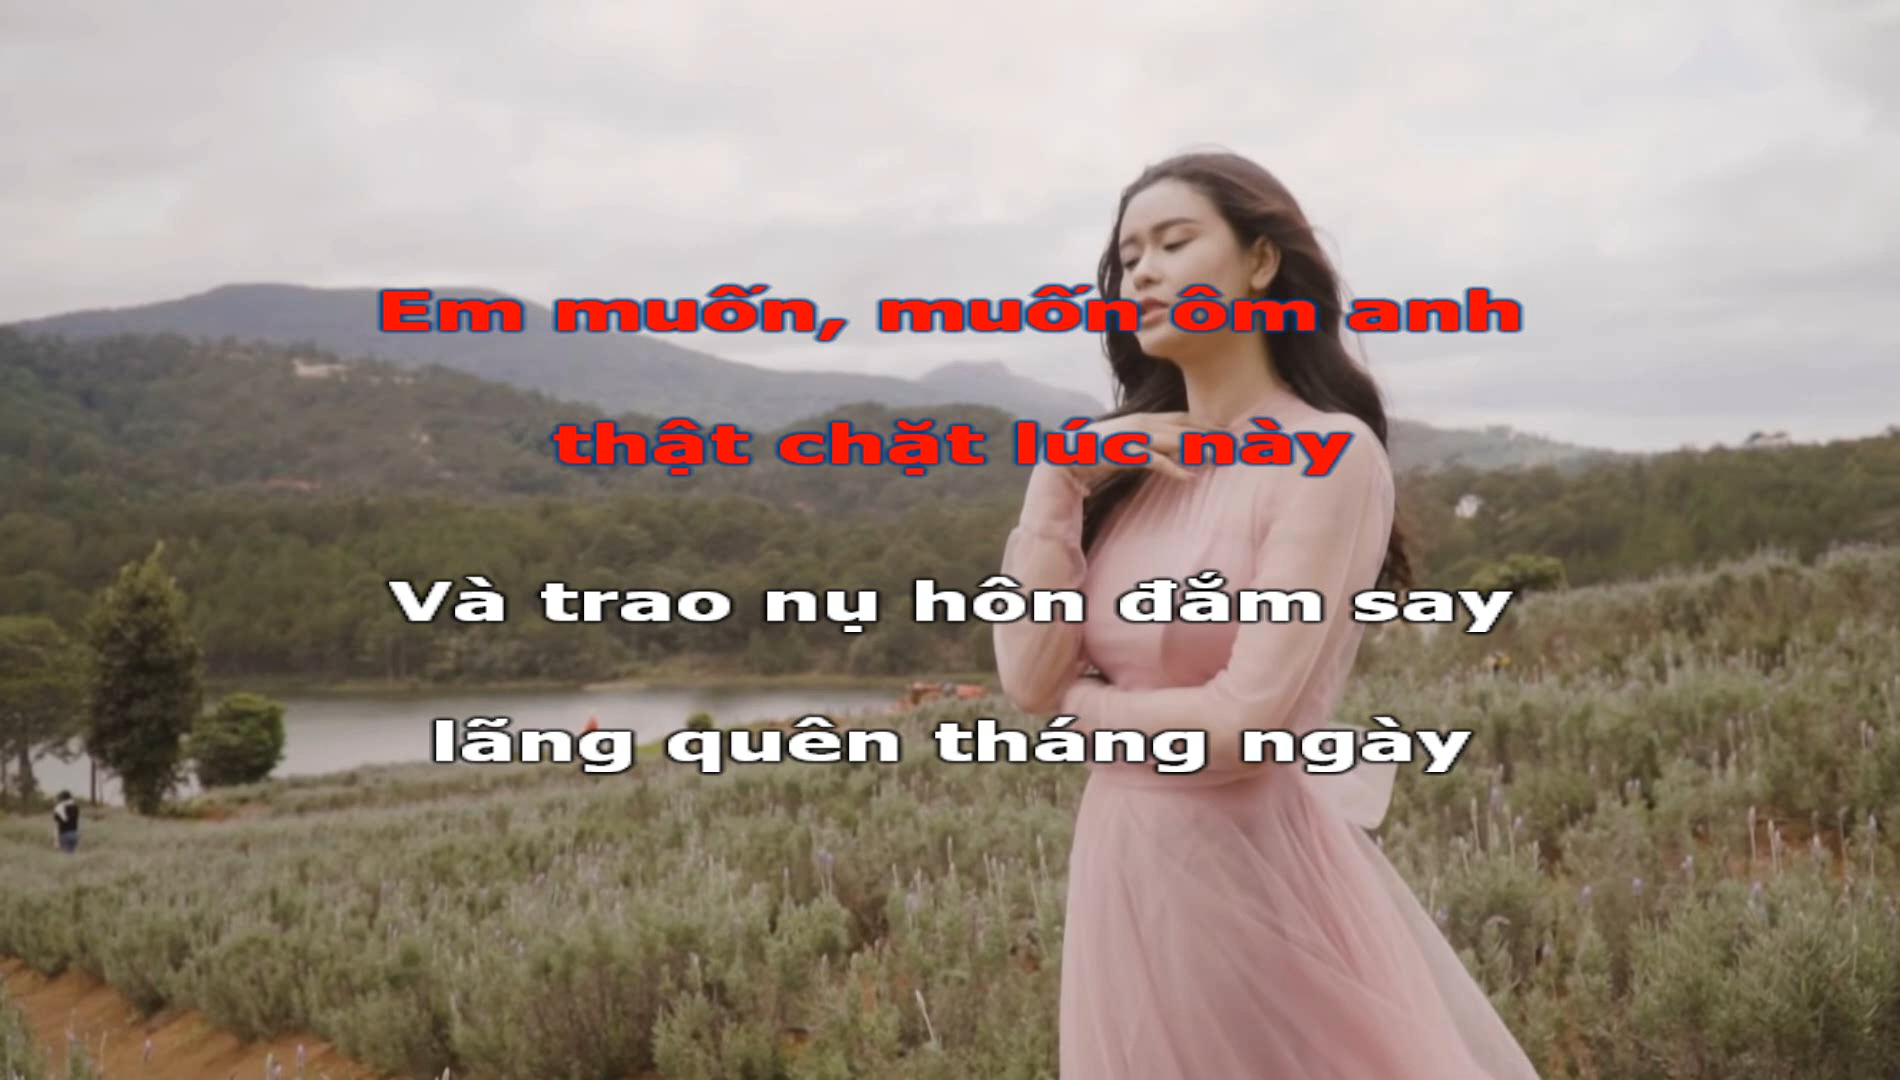 Em muốn, muốn ôm anh
thật chặt lúc này
Và trao nụ hôn đắm say
lãng quên tháng ngày